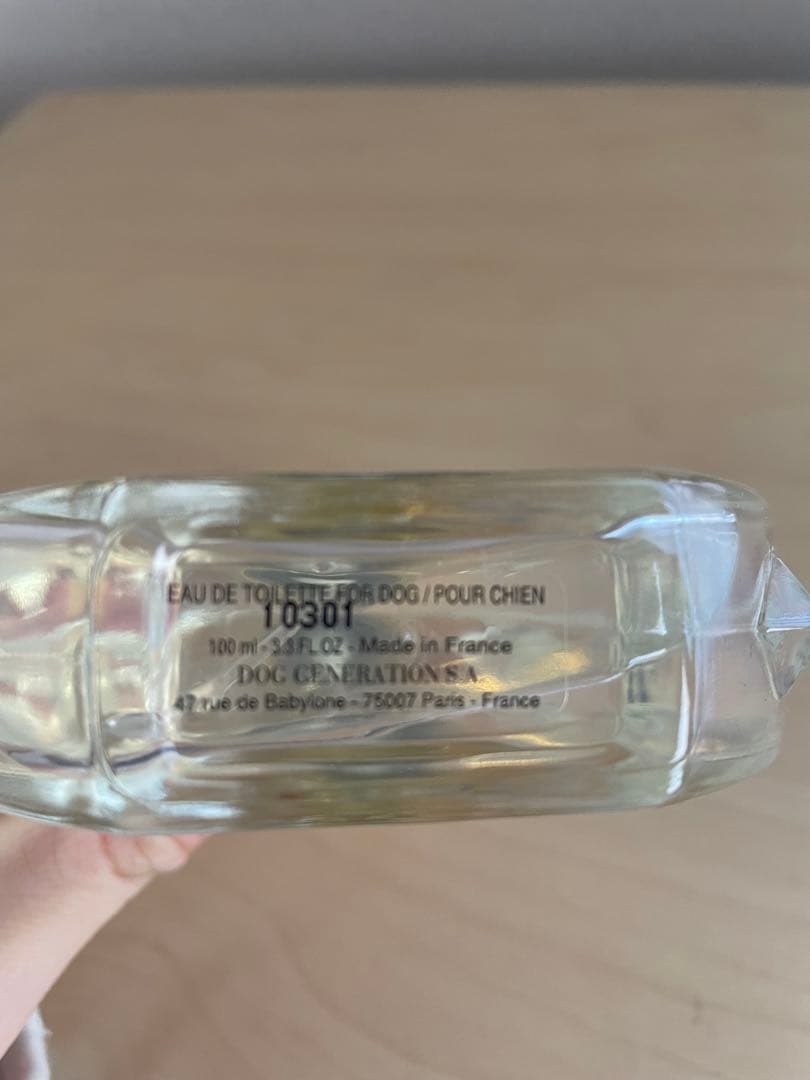 EAU DE TOILETTE FOR DOG / POUR CHIEN
10301
100 ml - 3.3 FL OZ - Made in France
DOG GENERATION S.A
47 rue de Babylone - 75007 Paris - France